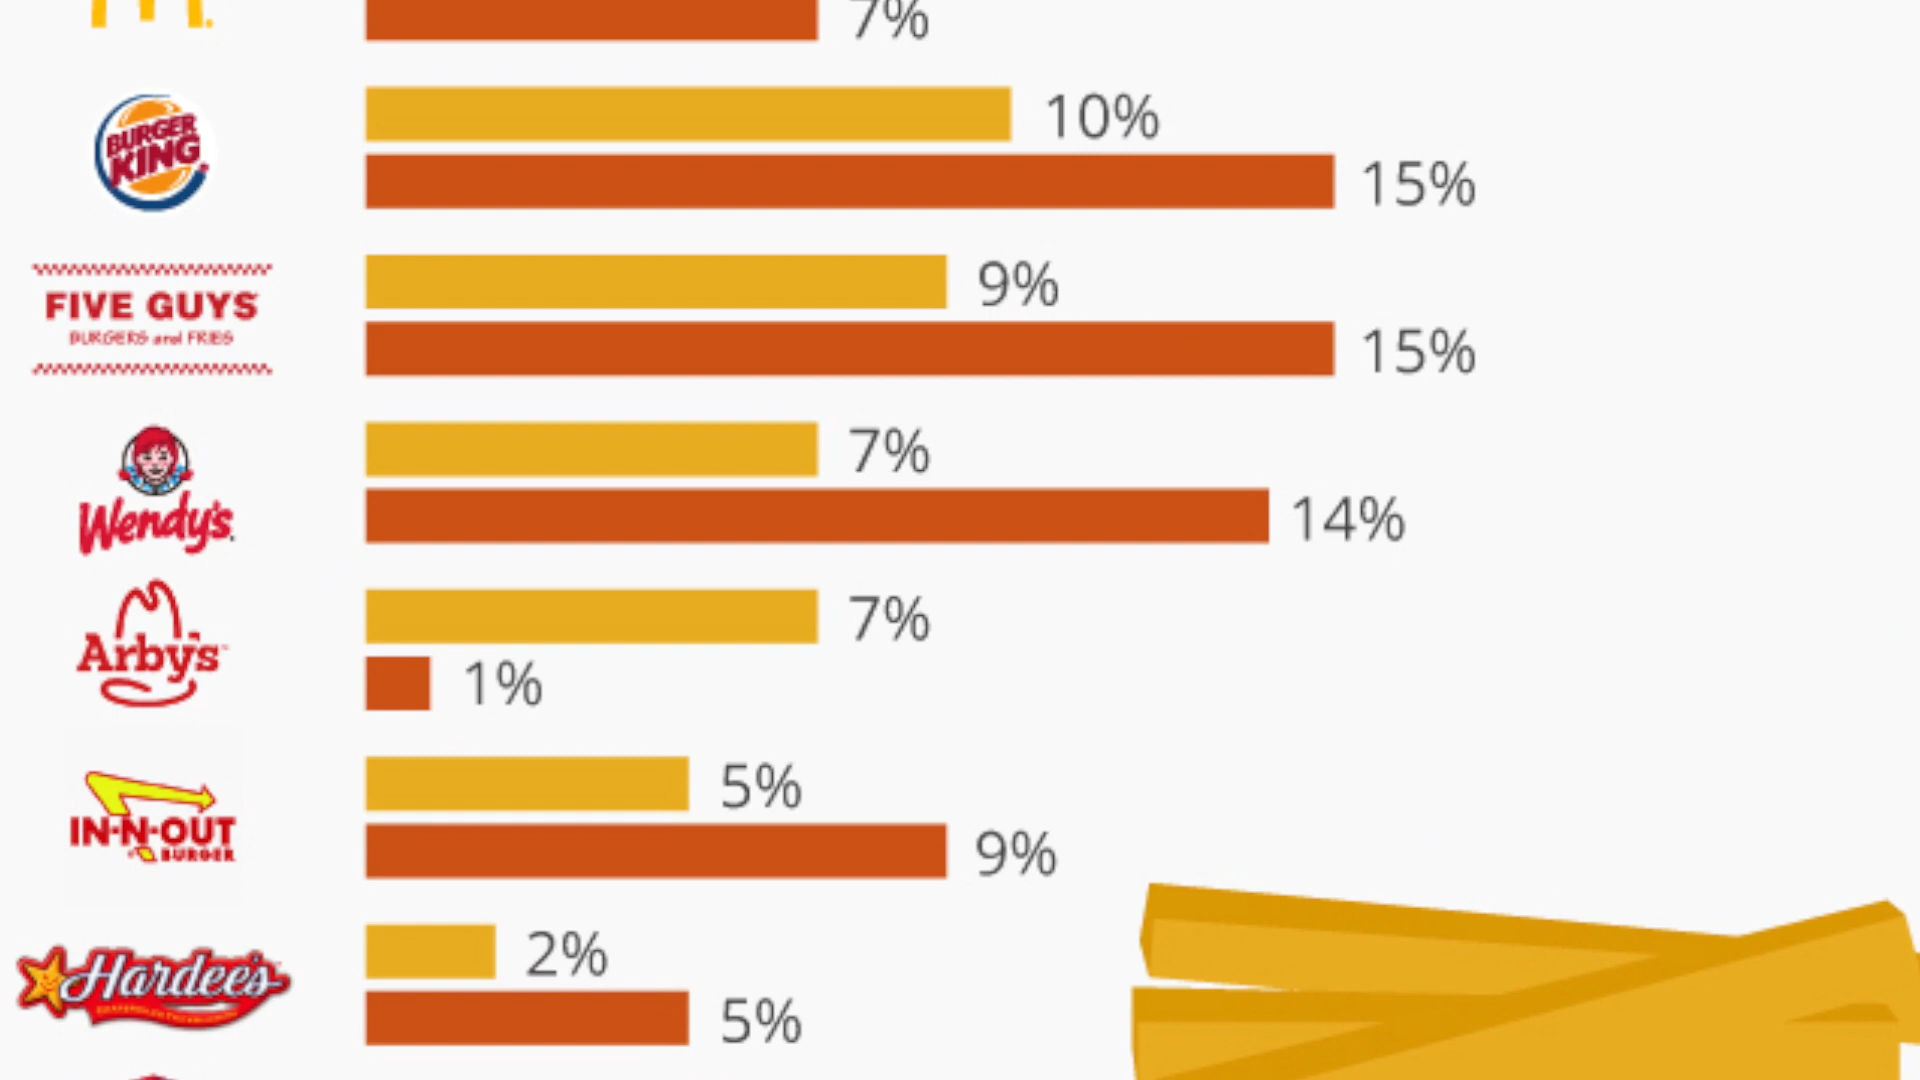 7%
BURGER
KING
10%
15%
FIVE GUYS
BURGERS and FRIES
9%
15%
Wendy's
7%
14%
Arby's
7%
1%
IN-N-OUT
BURGER
5%
9%
Hardee's
2%
5%